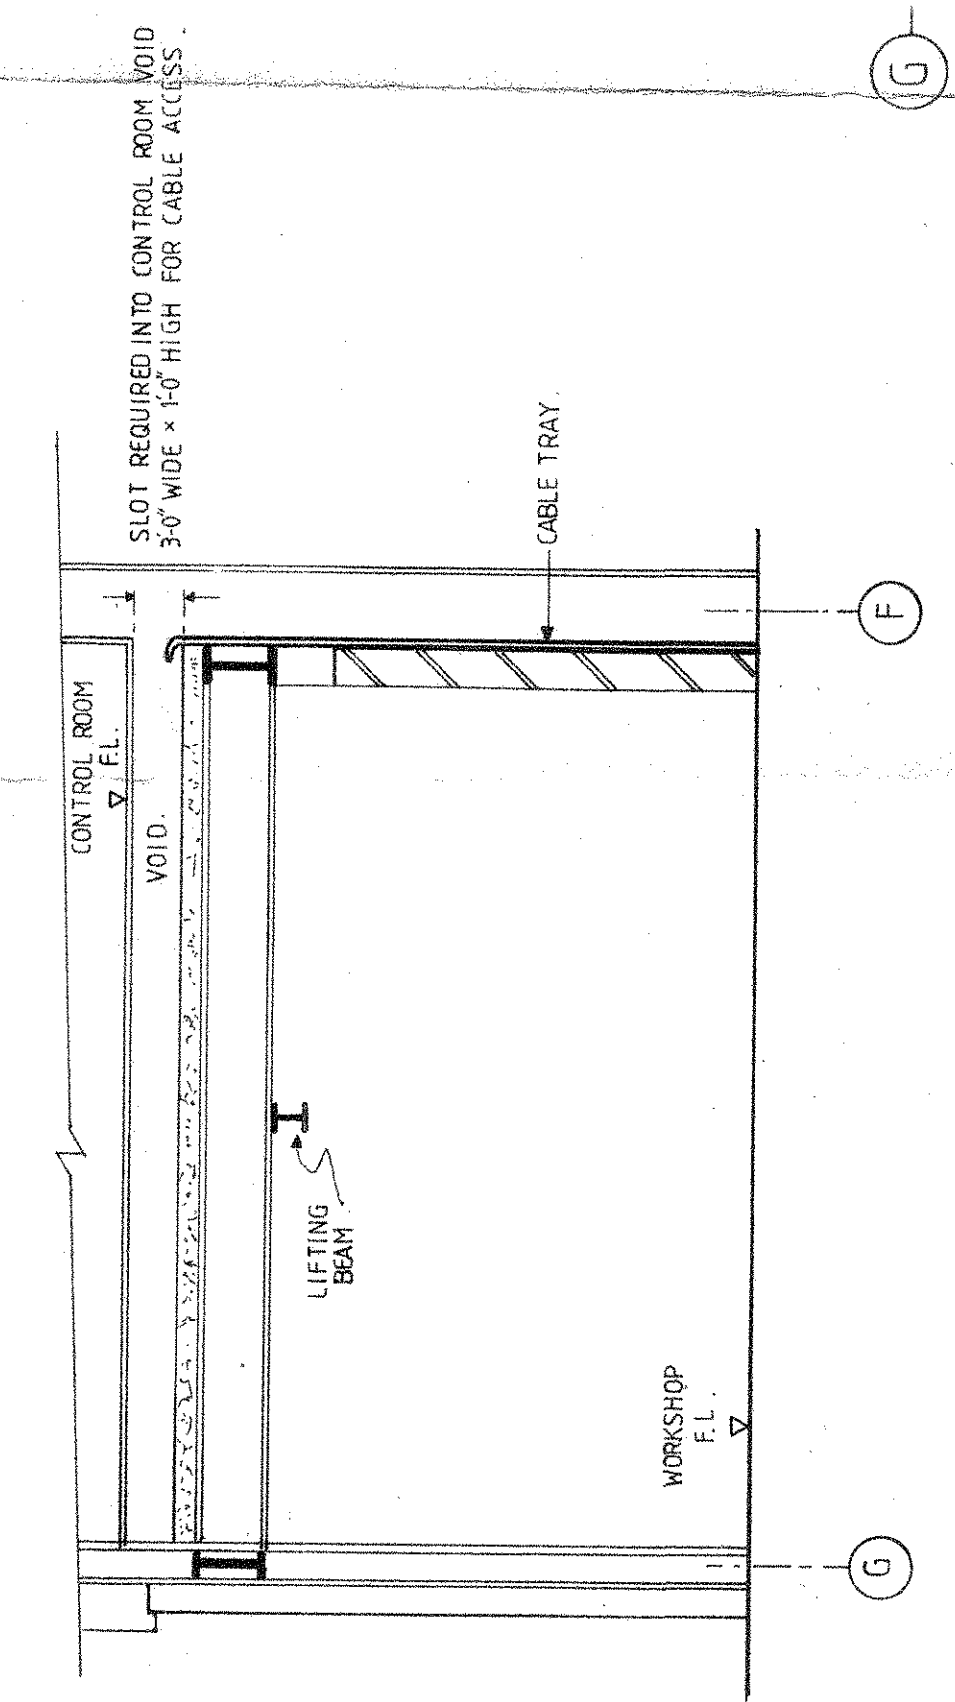 SLOT REQUIRED INTO CONTROL ROOM VOID
3'-0" WIDE × 1'-0" HIGH FOR CABLE ACCESS.
CONTROL ROOM
F.L.
VOID.
CABLE TRAY.
LIFTING
BEAM
WORKSHOP
F.L.
G
F
G